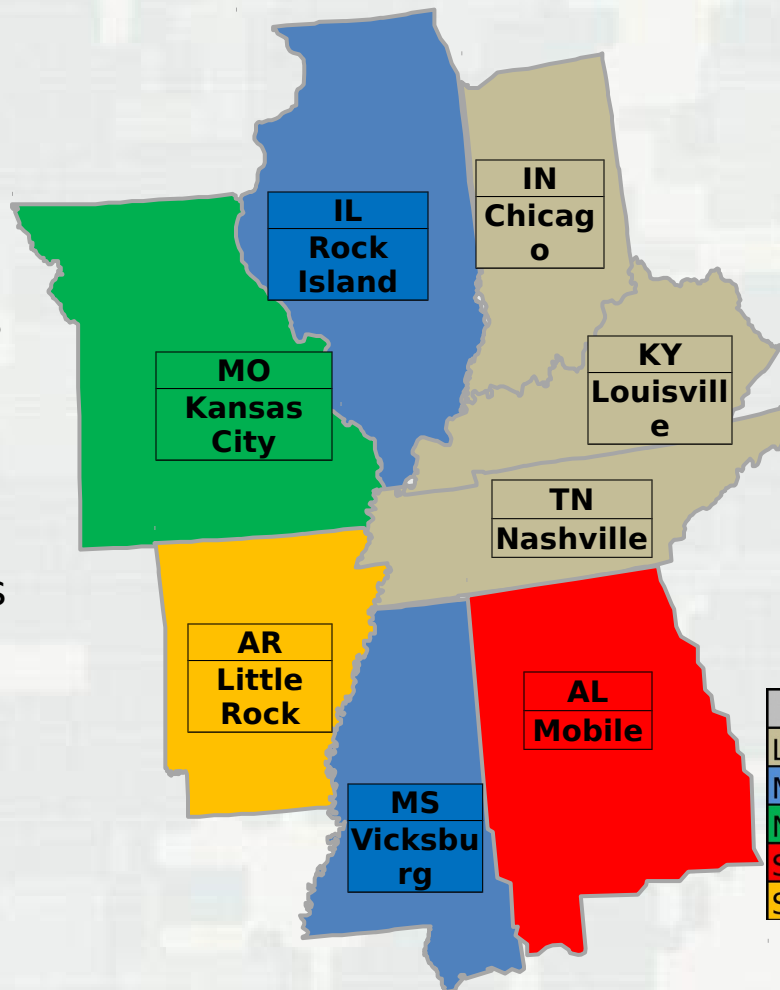 IL
Rock
Island
IN
Chicag
o
MO
Kansas
City
KY
Louisvill
e
TN
Nashville
s
AR
Little
Rock
AL
Mobile
MS
Vicksbu
rg
L
M
N
S
S